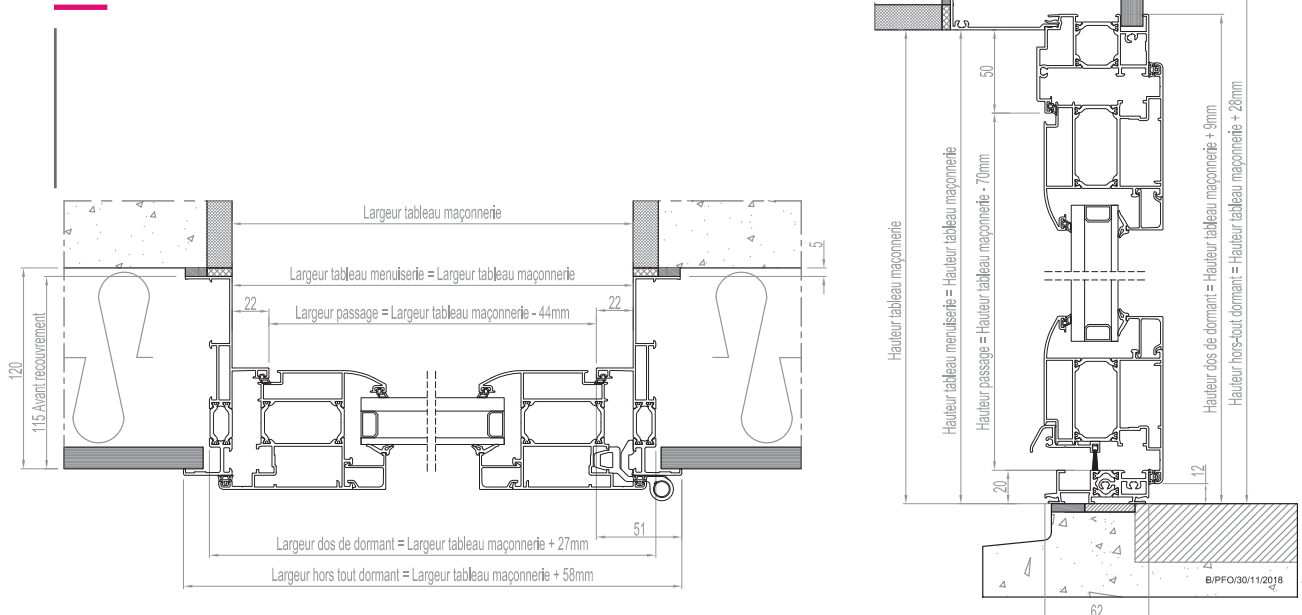 Largeur tableau maçonnerie
5
Largeur tableau menuiserie = Largeur tableau maçonnerie
22
Largeur passage = Largeur tableau maçonnerie - 44mm
22
120
115 Avant recouvrement
51
Largeur dos de dormant = Largeur tableau maçonnerie + 27mm
Largeur hors tout dormant = Largeur tableau maçonnerie + 58mm
Hauteur tableau maçonnerie
Hauteur tableau menuiserie = Hauteur tableau maçonnerie
50
Hauteur passage = Hauteur tableau maçonnerie - 70mm
20
Hauteur dos de dormant = Hauteur tableau maçonnerie + 9mm
Hauteur hors-tout dormant = Hauteur tableau maçonnerie + 28mm
12
B/PFO/30/11/2018
62